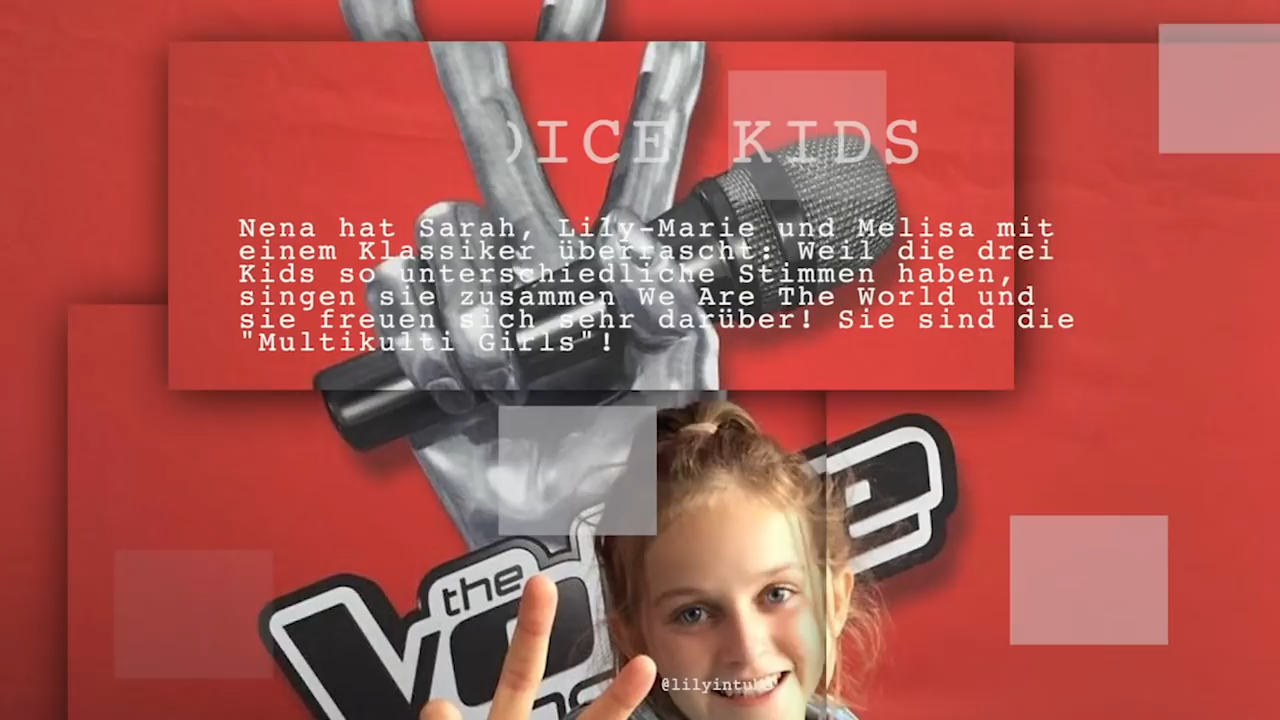 OICE KIDS
Nena hat Sarah, Lily-Marie und Melisa mit
einem Klassiker überrascht: Weil die drei
Kids so unterschiedliche Stimmen haben,
singen sie zusammen We Are The World und
sie freuen sich sehr darüber! Sie sind die
"Multikulti Girls"!
the
Voice